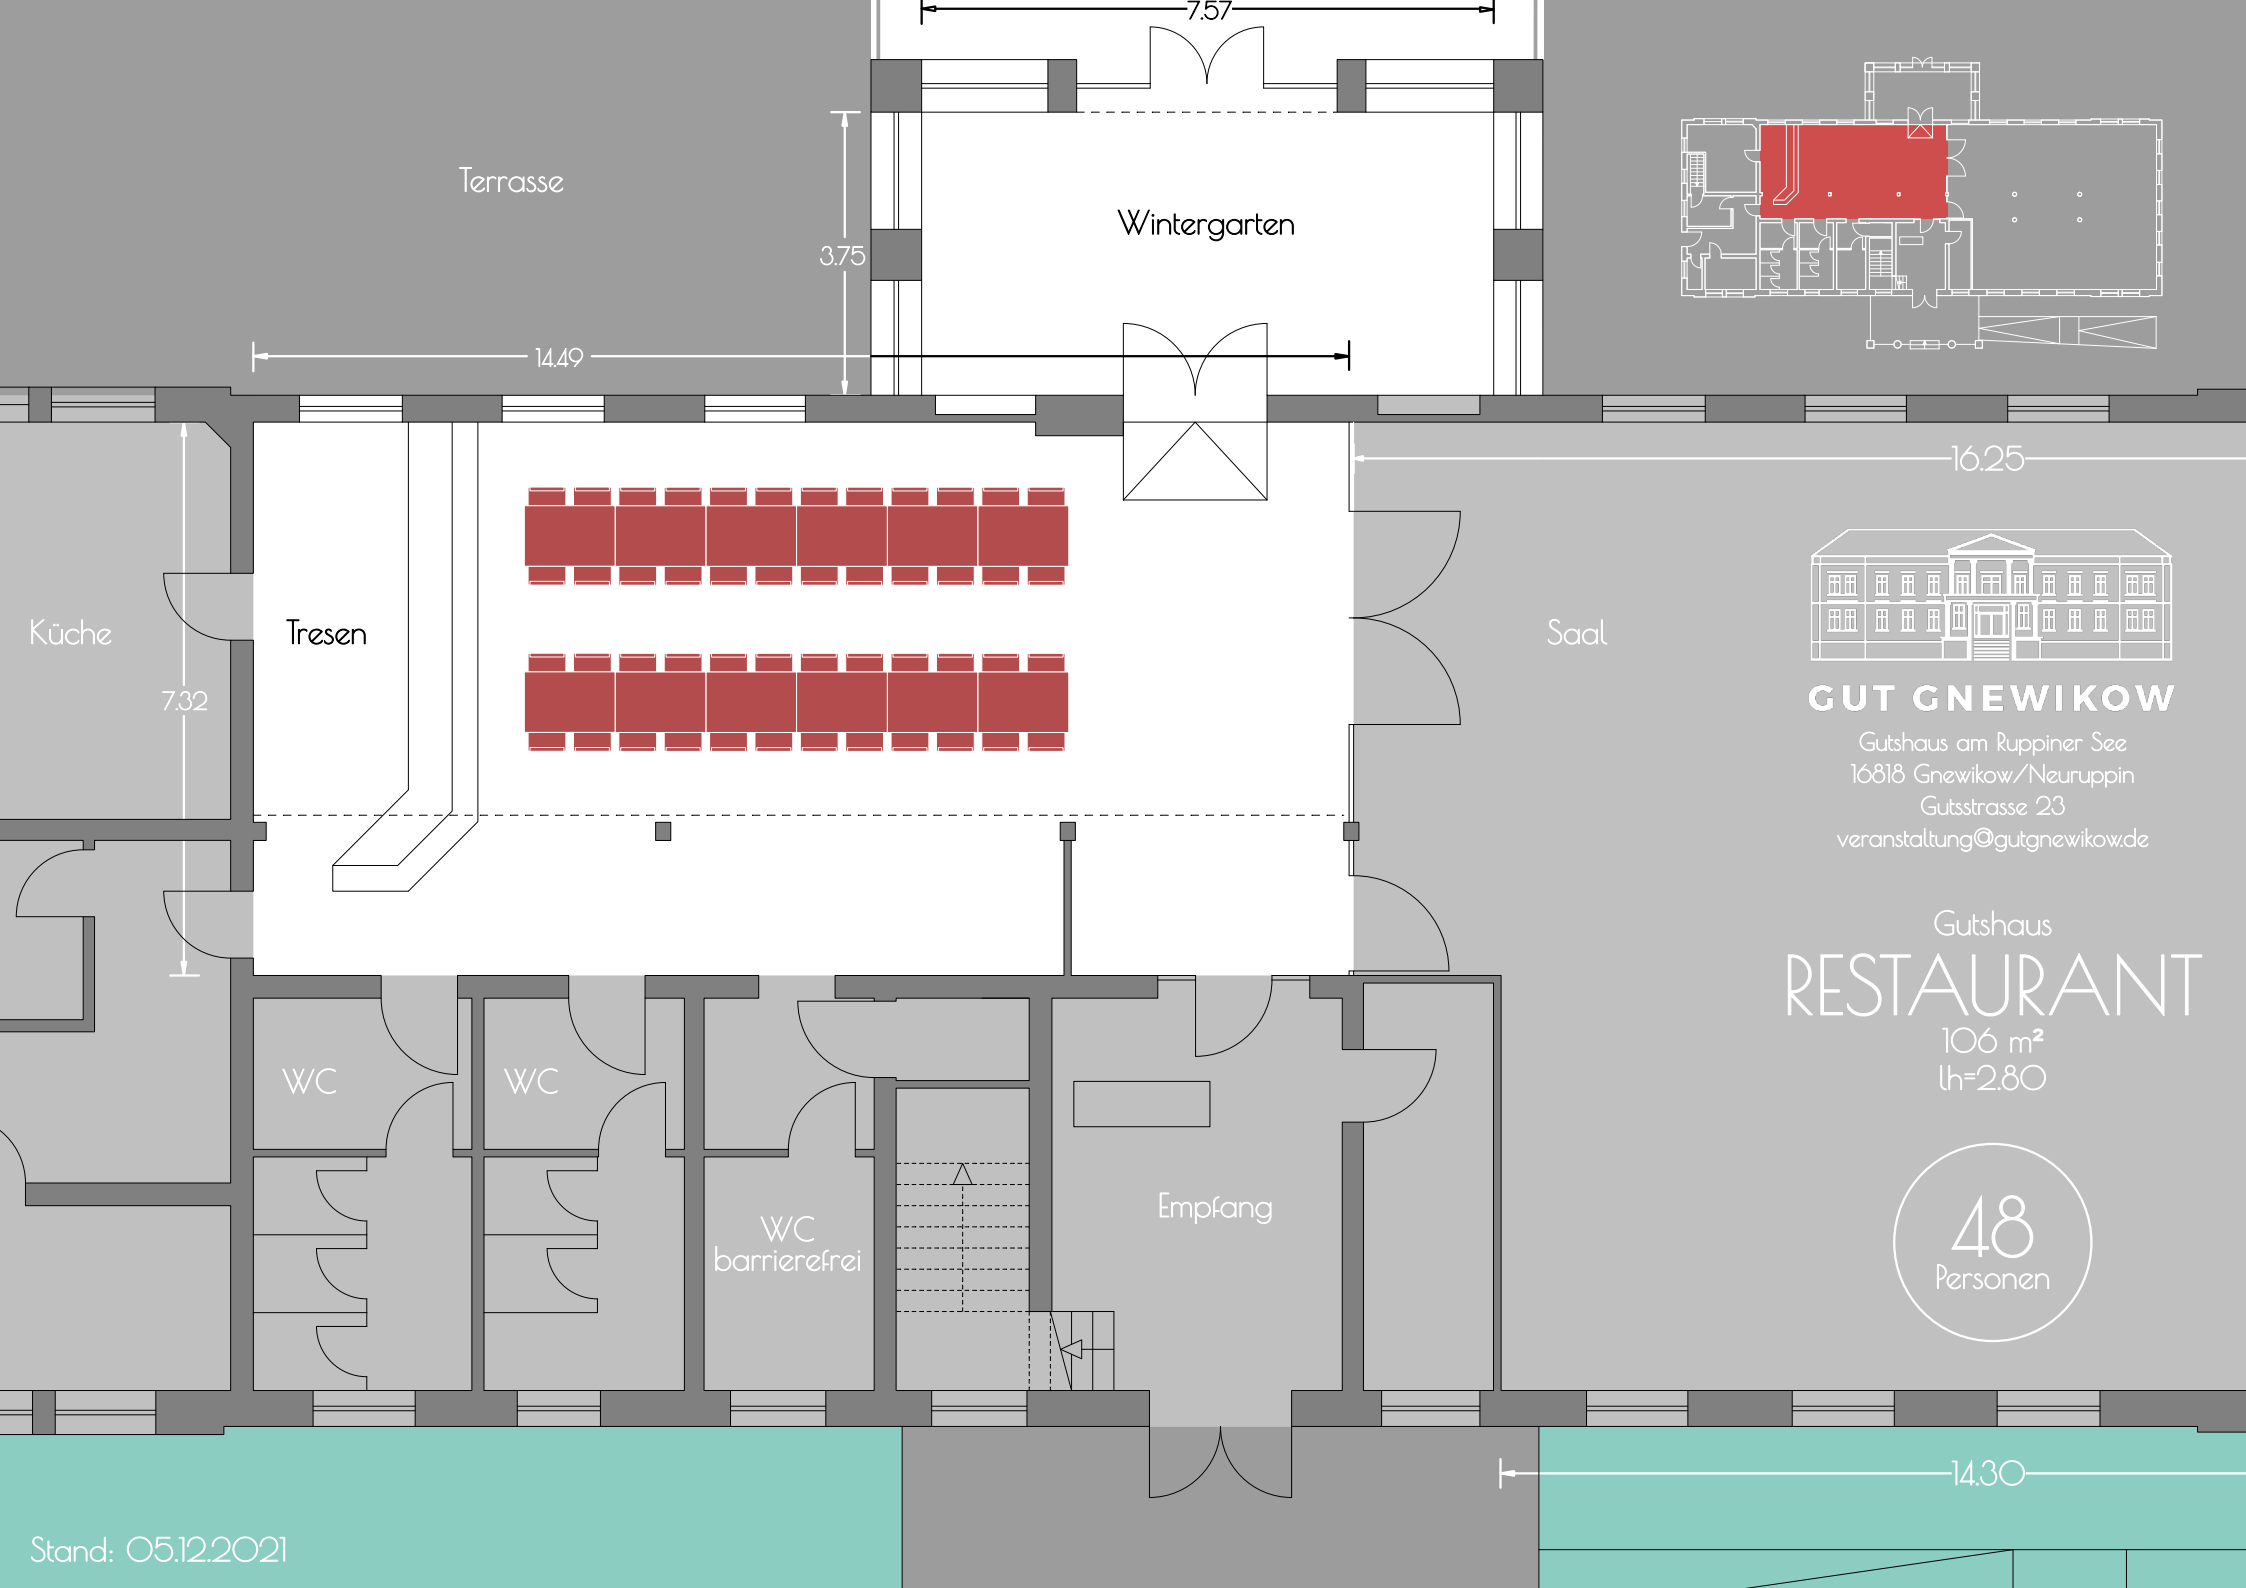 7.57
Terrasse
Wintergarten
3.75
14.49
16.25
Küche
Tresen
Saal
7.32
GUT GNEWIKOW
Gutshaus am Ruppiner See
16818 Gnewikow/Neuruppin
Gutsstrasse 23
veranstaltung@gutgnewikow.de
Gutshaus
RESTAURANT
106 m²
lh=2.80
WC
WC
WC
barrierefrei
Empfang
48
Personen
14.30
Stand: 05.12.2021